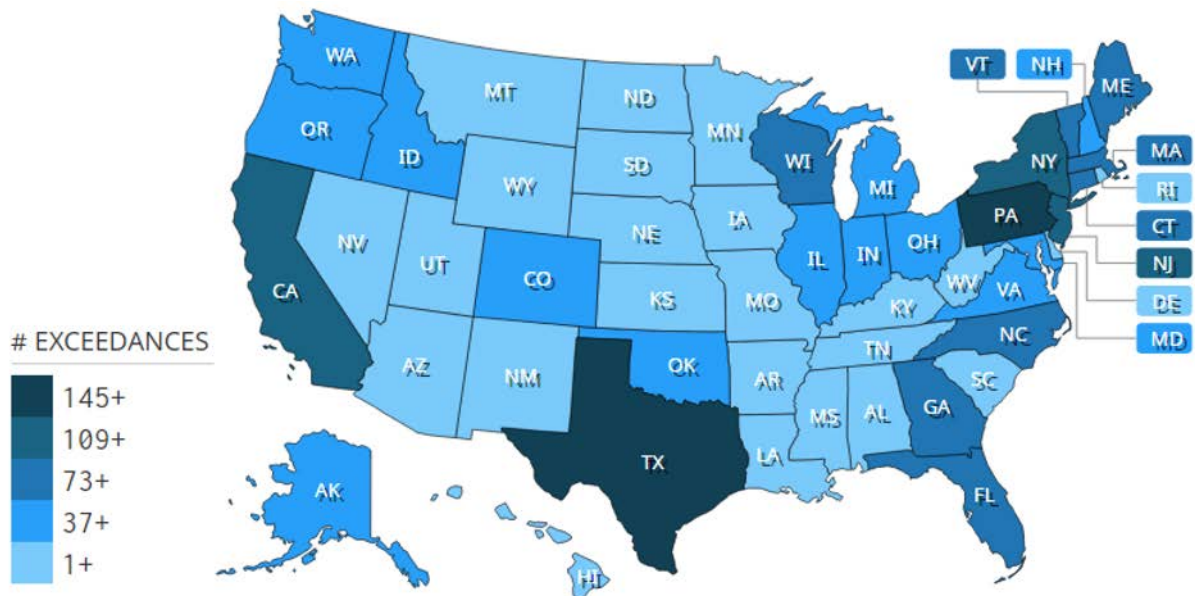 WA
MT
ND
MN
VT
NH
ME
OR
ID
WY
SD
WI
MI
NY
MA
RI
CT
NJ
DE
MD
NV
UT
CO
NE
IA
IL
IN
OH
PA
WV
VA
CA
KS
MO
KY
NC
TN
SC
AZ
NM
OK
AR
MS
AL
GA
TX
LA
FL
AK
HI
# EXCEEDANCES
145+
109+
73+
37+
1+